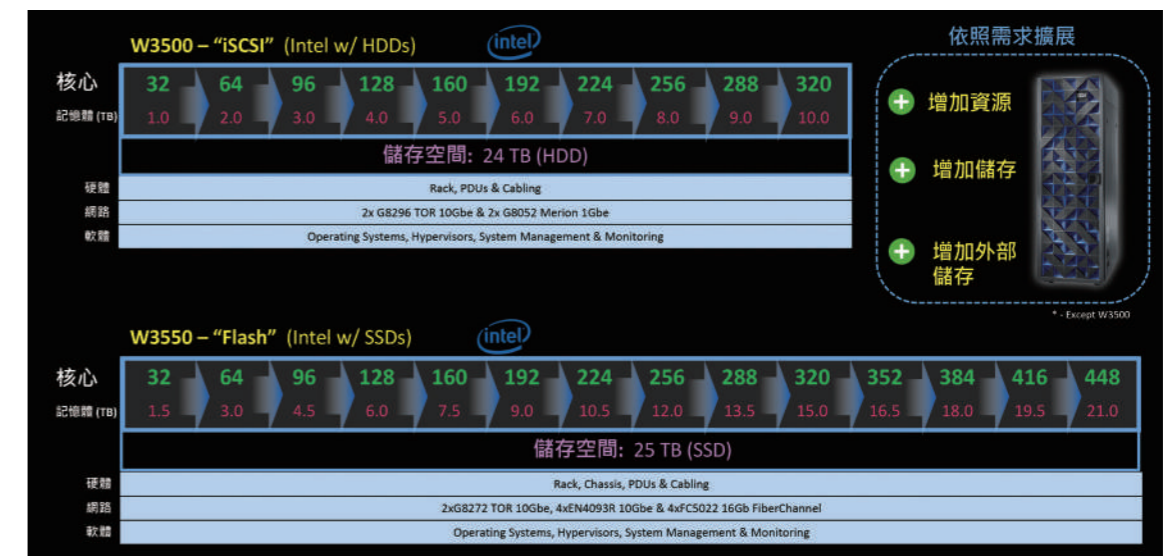 W3500 – “iSCSI” (Intel w/ HDDs)
intel
核心 32 64 96 128 160 192 224 256 288 320
記憶體 (TB) 1.0 2.0 3.0 4.0 5.0 6.0 7.0 8.0 9.0 10.0
儲存空間: 24 TB (HDD)
硬體 Rack, PDUs & Cabling
網路 2x G8296 TOR 10Gbe & 2x G8052 Merion 1Gbe
軟體 Operating Systems, Hypervisors, System Management & Monitoring
依照需求擴展
增加資源
增加儲存
增加外部
儲存
* - Except W3500
W3550 – “Flash” (Intel w/ SSDs)
intel
核心 32 64 96 128 160 192 224 256 288 320 352 384 416 448
記憶體 (TB) 1.5 3.0 4.5 6.0 7.5 9.0 10.5 12.0 13.5 15.0 16.5 18.0 19.5 21.0
儲存空間: 25 TB (SSD)
硬體 Rack, Chassis, PDUs & Cabling
網路 2xG8272 TOR 10Gbe, 4xEN4093R 10Gbe & 4xFC5022 16Gb FiberChannel
軟體 Operating Systems, Hypervisors, System Management & Monitoring